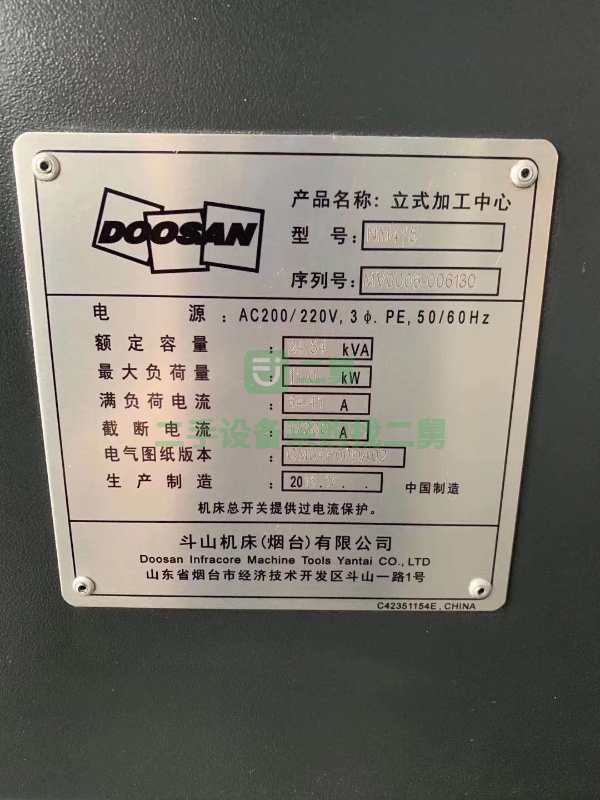 DOOSAN
产品名称: 立式加工中心
型 号:
序列号: MV0068-006130
电 源 : AC200/220V, 3 φ. PE, 50/60Hz
额定容量 : kVA
最大负荷量 : kW
满负荷电流 : A
截断电流 : A
电气图纸版本 :
生产制造 : 20 中国制造
机床总开关提供过电流保护。
斗山机床(烟台)有限公司
Doosan Infracore Machine Tools Yantai CO., LTD
山东省烟台市经济技术开发区斗山一路1号
C42351154E, CHINA